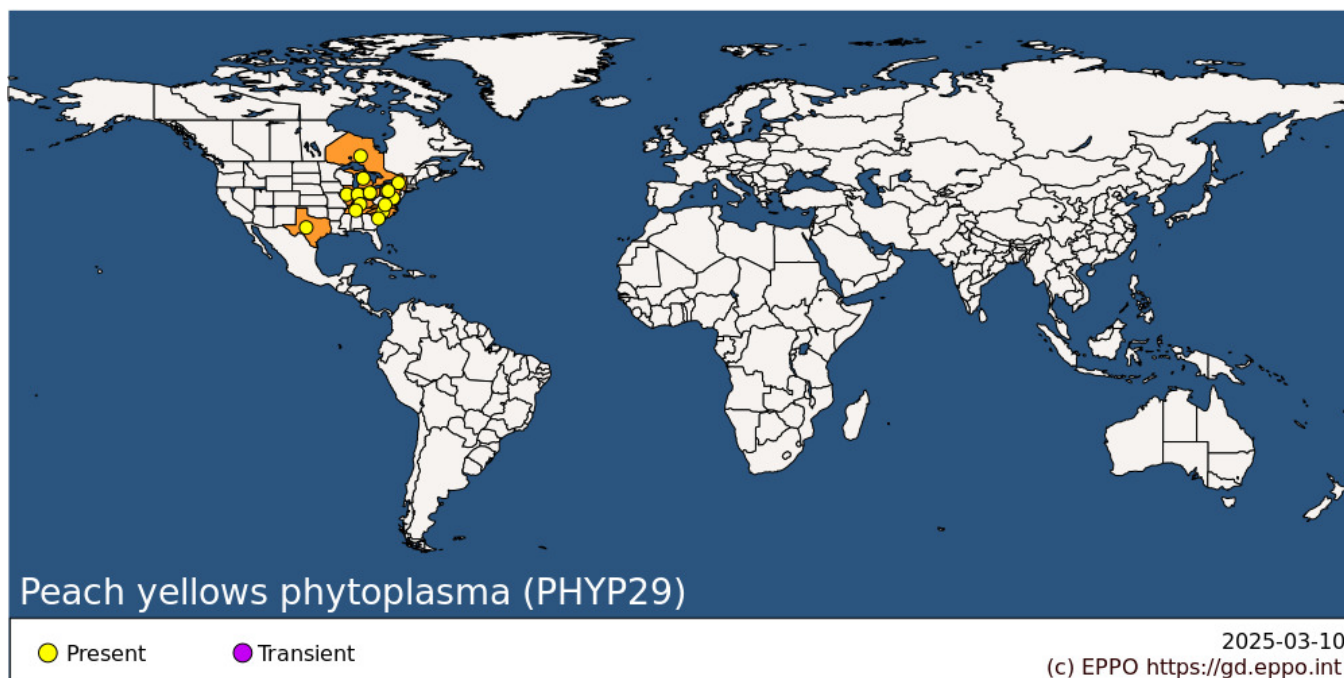 Peach yellows phytoplasma (PHYP29)
Present
Transient
2025-03-10
(c) EPPO https://gd.eppo.int